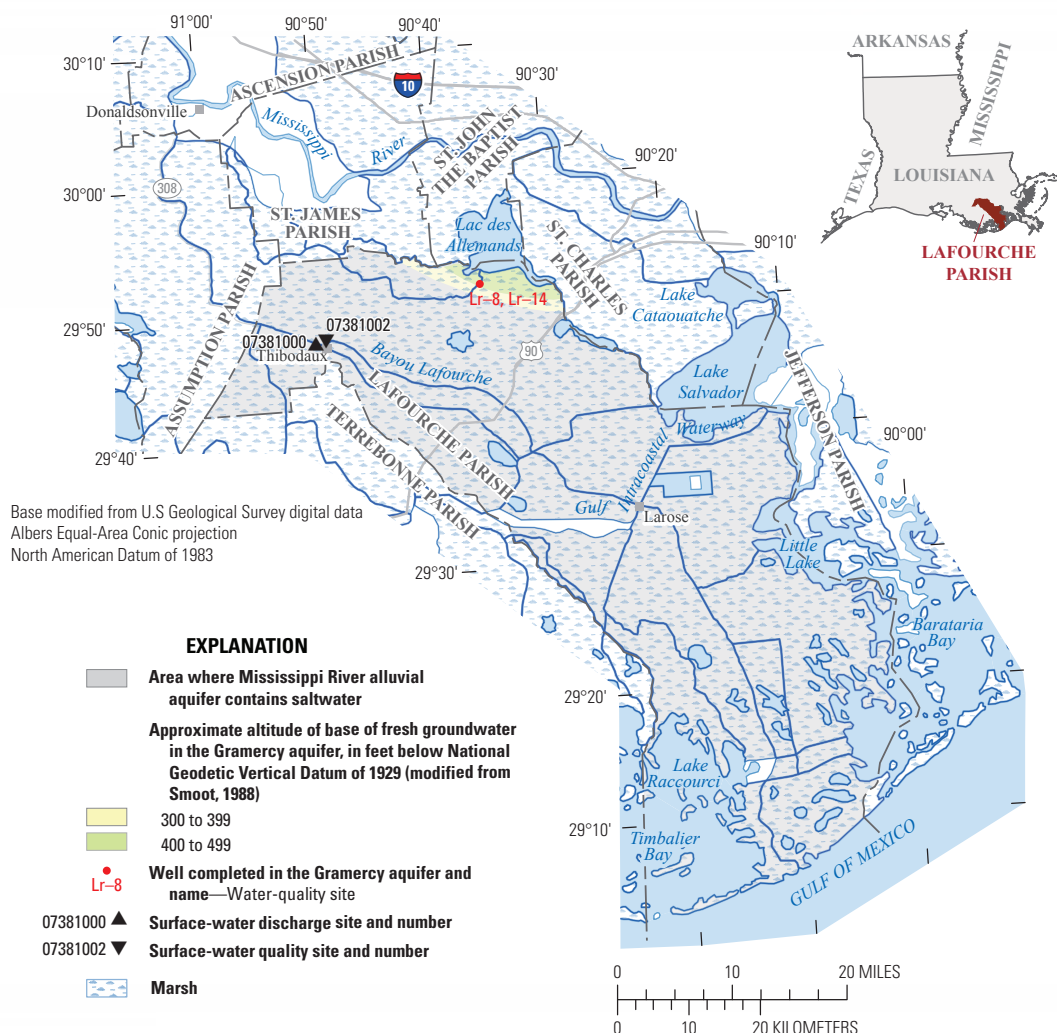 91°00'
90°50'
90°40'
90°30'
90°20'
90°10'
90°00'
30°10'
30°00'
29°50'
29°40'
29°30'
29°20'
29°10'
ASCENSION PARISH
10
Donaldsonville
Mississippi
River
ST. JOHN
THE BAPTIST
PARISH
308
ST. JAMES
PARISH
Lac des
Allemands
ST. CHARLES
PARISH
Lr–8, Lr–14
Lake
Cataouatche
ASSUMPTION PARISH
07381002
07381000
Thibodaux
90
Bayou Lafourche
LAFOURCHE PARISH
TERREBONNE PARISH
Lake
Salvador
JEFFERSON PARISH
Gulf
Intracoastal
Waterway
Larose
Little
Lake
Barataria
Bay
Lake
Raccourci
Timbalier
Bay
GULF OF MEXICO
ARKANSAS
MISSISSIPPI
TEXAS
LOUISIANA
LAFOURCHE
PARISH
Base modified from U.S Geological Survey digital data
Albers Equal-Area Conic projection
North American Datum of 1983
EXPLANATION
Area where Mississippi River alluvial
aquifer contains saltwater
Approximate altitude of base of fresh groundwater
in the Gramercy aquifer, in feet below National
Geodetic Vertical Datum of 1929 (modified from
Smoot, 1988)
300 to 399
400 to 499
Lr–8
Well completed in the Gramercy aquifer and
name—Water-quality site
07381000 Surface-water discharge site and number
07381002 Surface-water quality site and number
Marsh
0 10 20 MILES
0 10 20 KILOMETERS